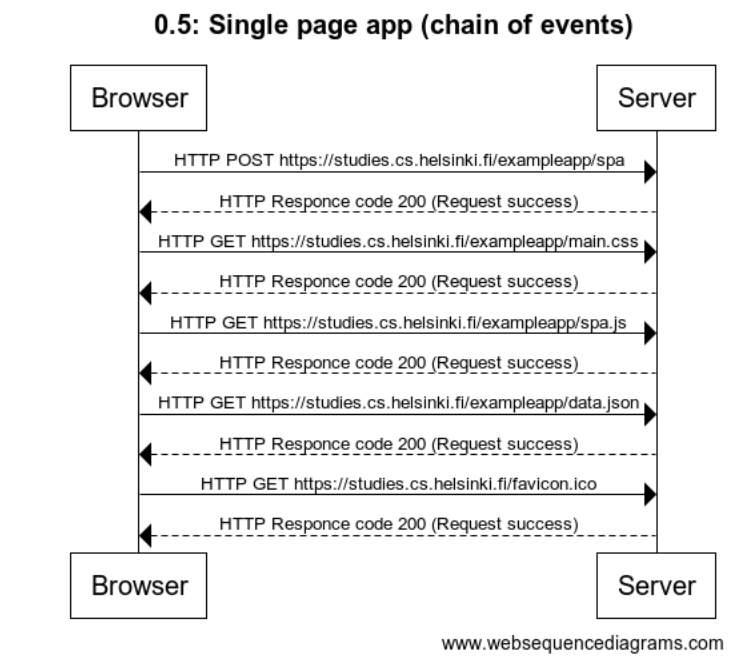 0.5: Single page app (chain of events)
Browser
Server
HTTP POST https://studies.cs.helsinki.fi/exampleapp/spa
HTTP Responce code 200 (Request success)
HTTP GET https://studies.cs.helsinki.fi/exampleapp/main.css
HTTP Responce code 200 (Request success)
HTTP GET https://studies.cs.helsinki.fi/exampleapp/spa.js
HTTP Responce code 200 (Request success)
HTTP GET https://studies.cs.helsinki.fi/exampleapp/data.json
HTTP Responce code 200 (Request success)
HTTP GET https://studies.cs.helsinki.fi/favicon.ico
HTTP Responce code 200 (Request success)
Browser
Server
www.websequencediagrams.com